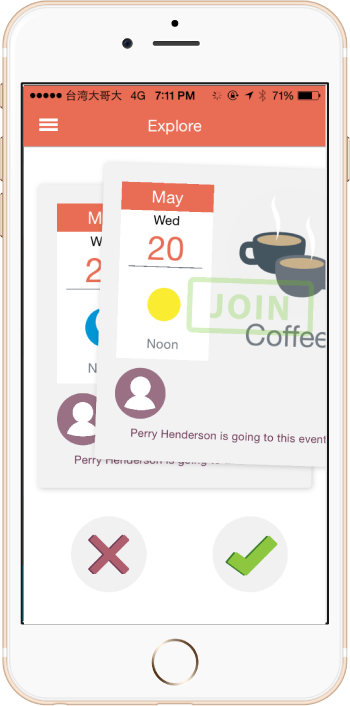 台湾大哥大 4G 7:11 PM 71%
Explore
May
Wed
20
Noon
JOIN
Coffee
Perry Henderson is going to this event
M
W
2
N
Perry Henderson is going to